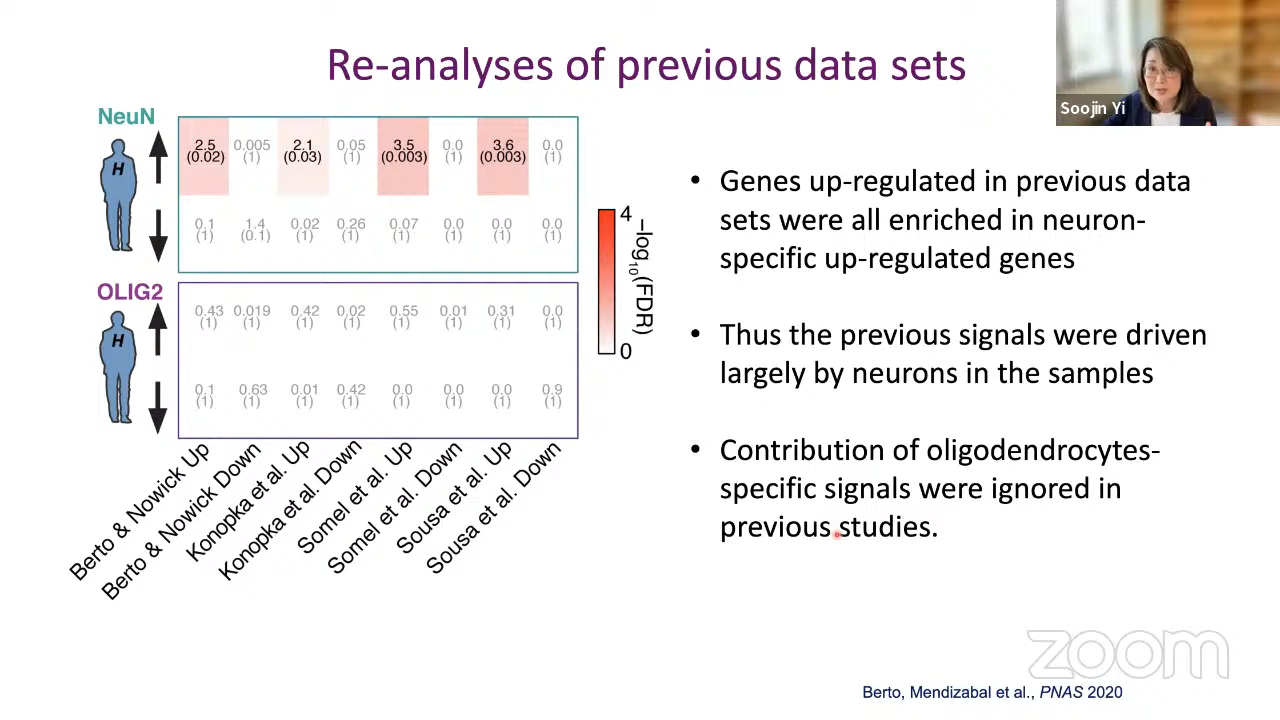 Re-analyses of previous data sets
Soojin Yi
NeuN
H
2.5 0.005 2.1 0.05 3.5 0.0 3.6 0.0
(0.02) (1) (0.03) (1) (0.003) (1) (0.003) (1)
0.1 1.4 0.02 0.26 0.07 0.0 0.0 0.0
(1) (0.1) (1) (1) (1) (1) (1) (1)
OLIG2
H
0.43 0.019 0.42 0.02 0.55 0.01 0.31 0.0
(1) (1) (1) (1) (1) (1) (1) (1)
0.1 0.63 0.01 0.42 0.0 0.0 0.0 0.9
(1) (1) (1) (1) (1) (1) (1) (1)
Berto & Nowick Up
Berto & Nowick Down
Konopka et al. Up
Konopka et al. Down
Somel et al. Up
Somel et al. Down
Sousa et al. Up
Sousa et al. Down
4
−log10(FDR)
0
• Genes up-regulated in previous data
sets were all enriched in neuron-
specific up-regulated genes
• Thus the previous signals were driven
largely by neurons in the samples
• Contribution of oligodendrocytes-
specific signals were ignored in
previous studies.
zoom
Berto, Mendizabal et al., PNAS 2020